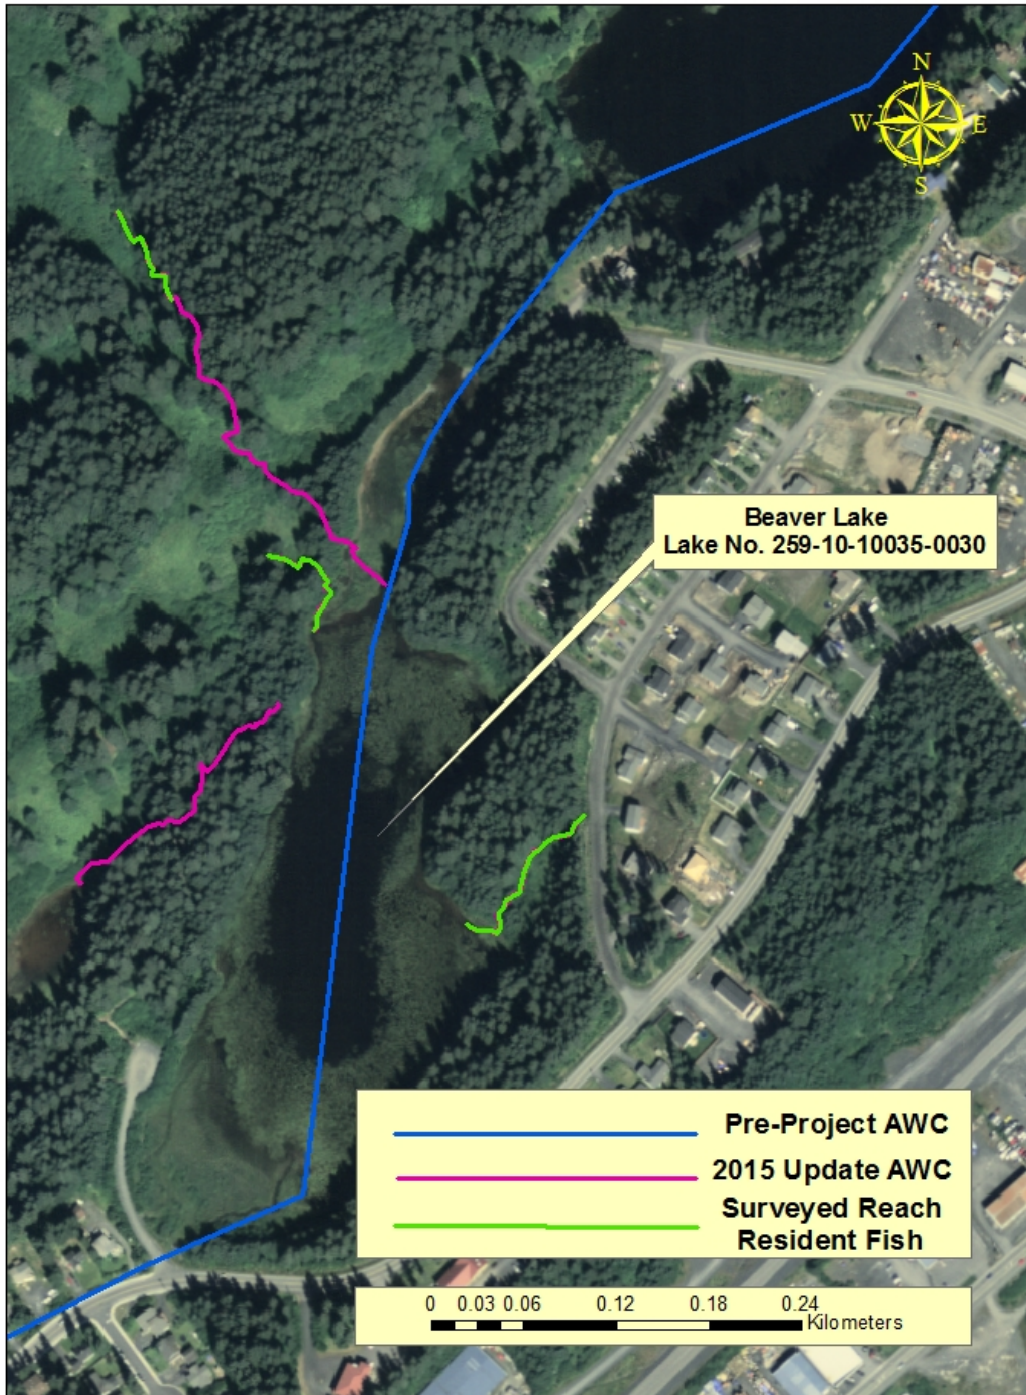 N
W E
S
Beaver Lake
Lake No. 259-10-10035-0030
Pre-Project AWC
2015 Update AWC
Surveyed Reach
Resident Fish
0 0.03 0.06 0.12 0.18 0.24
Kilometers